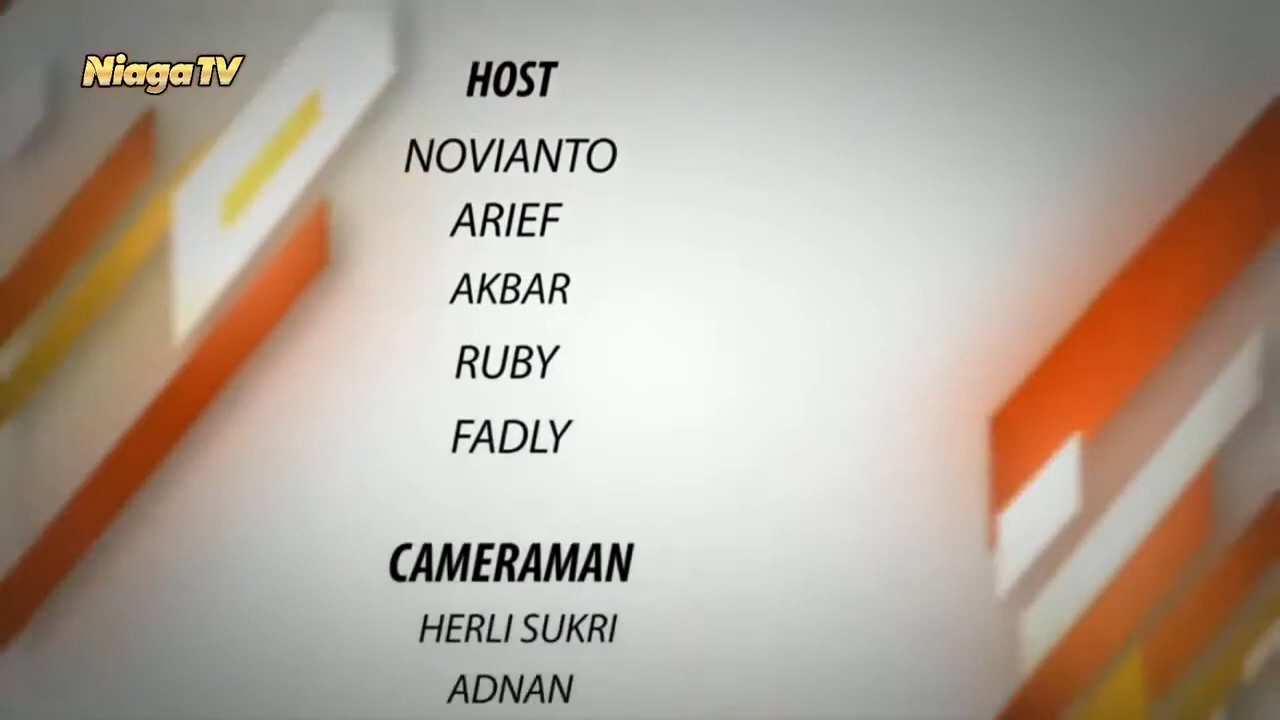 NiagaTV
HOST
NOVIANTO
ARIEF
AKBAR
RUBY
FADLY
CAMERAMAN
HERLI SUKRI
ADNAN